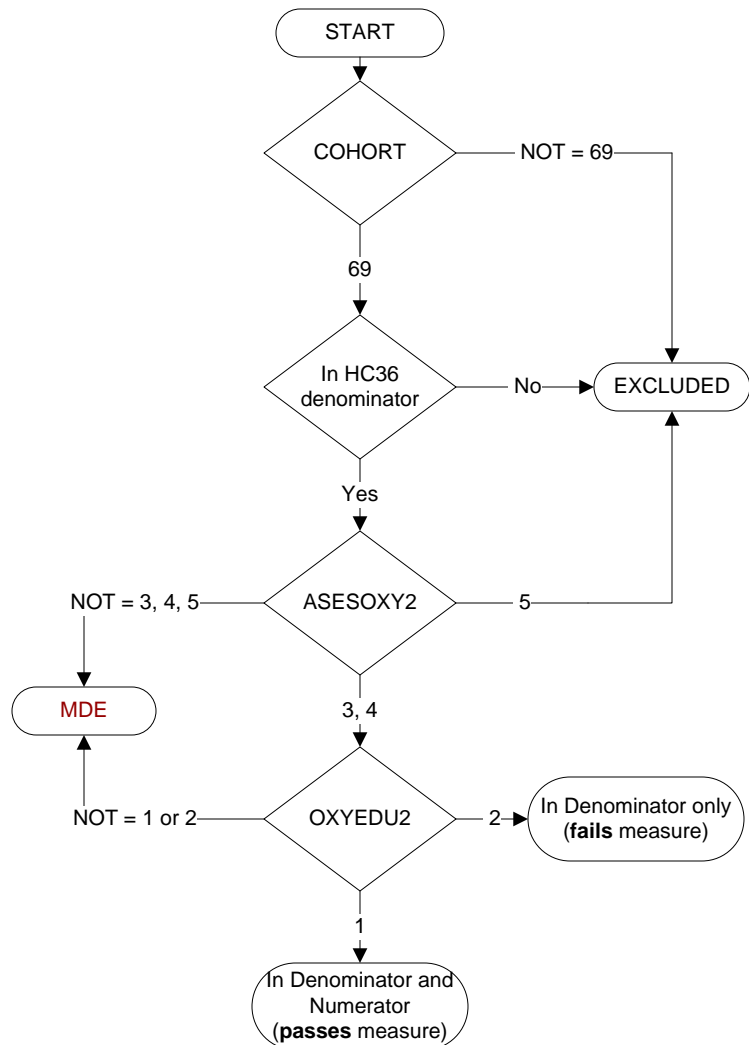 START
COHORT
NOT = 69
69
In HC36
denominator
No
EXCLUDED
Yes
NOT = 3, 4, 5
ASESOXY2
5
MDE
3, 4
NOT = 1 or 2
OXYEDU2
2
In Denominator only
(fails measure)
1
In Denominator and
Numerator
(passes measure)